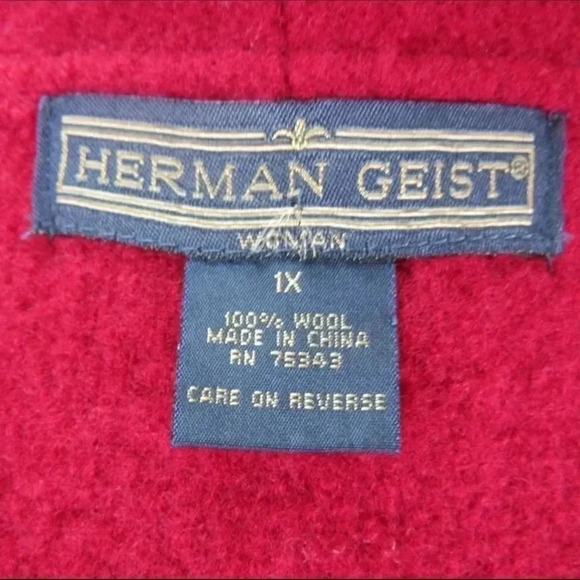 HERMAN GEIST®
WOMAN
1X
100% WOOL
MADE IN CHINA
RN 75343
CARE ON REVERSE